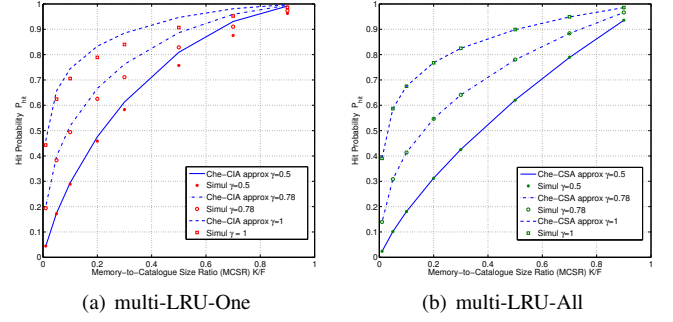 1
0.9
0.8
0.7
0.6
0.5
0.4
0.3
0.2
0.1
0
Hit Probability P_hit
0 0.2 0.4 0.6 0.8 1
Memory-to-Catalogue Size Ratio (MCSR) K/F
Che-CIA approx γ=0.5
Simul γ=0.5
Che-CIA approx γ=0.78
Simul γ=0.78
Che-CIA approx γ=1
Simul γ = 1
(a) multi-LRU-One
1
0.9
0.8
0.7
0.6
0.5
0.4
0.3
0.2
0.1
0
Hit Probability P_hit
0 0.2 0.4 0.6 0.8 1
Memory-to-Catalogue Size Ratio (MCSR) K/F
Che-CSA approx γ=0.5
Simul γ=0.5
Che-CSA approx γ=0.78
Simul γ=0.78
Che-CSA approx γ=1
Simul γ=1
(b) multi-LRU-All